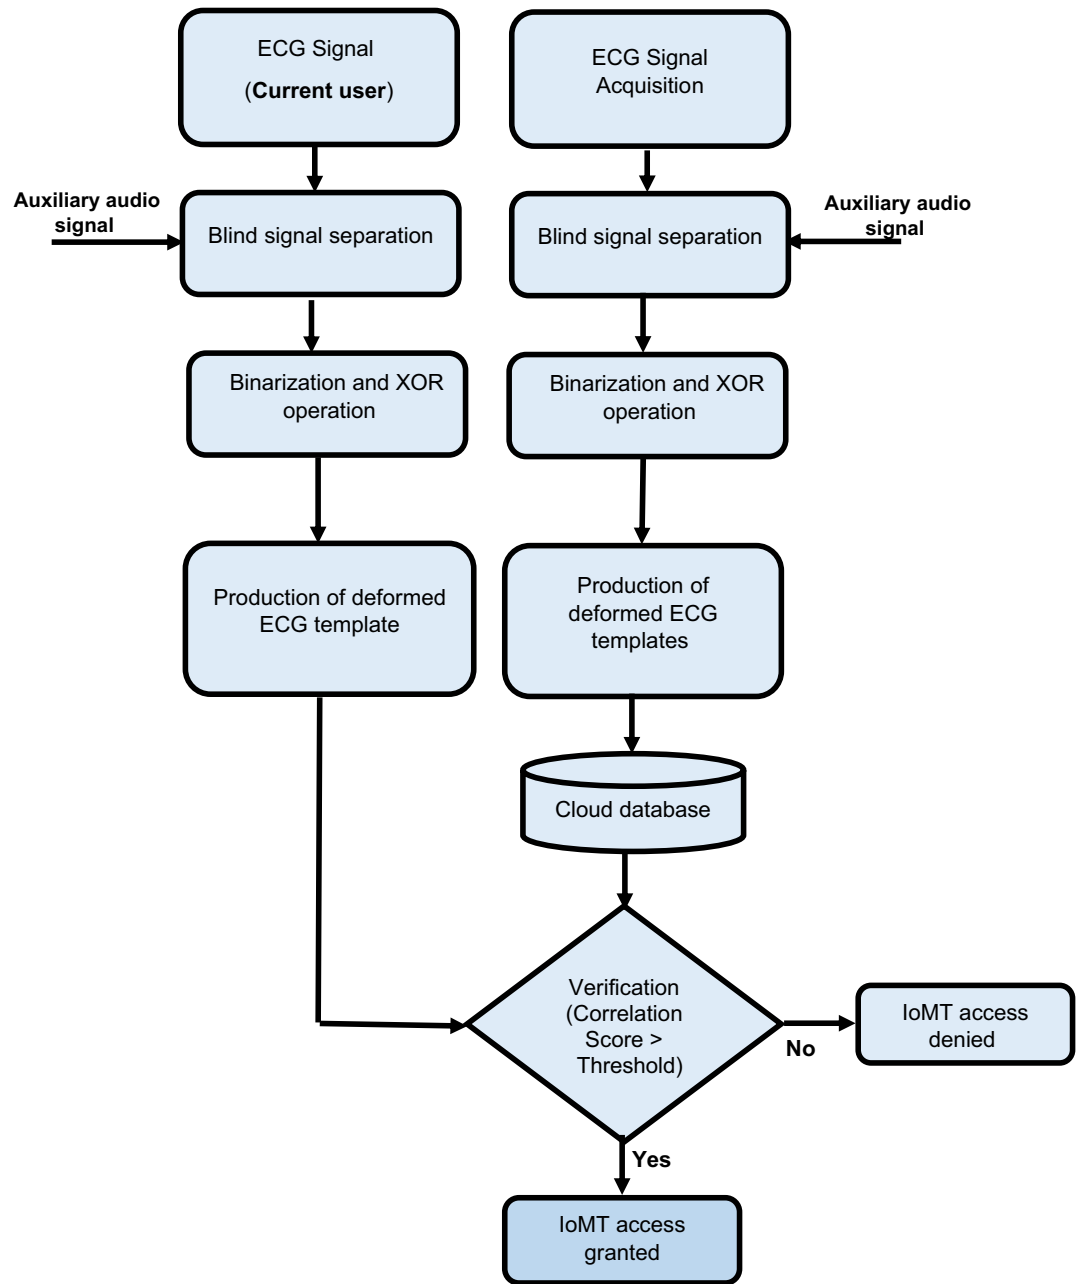 ECG Signal
(Current user)
ECG Signal
Acquisition
Auxiliary audio
signal
Blind signal separation
Blind signal separation
Auxiliary audio
signal
Binarization and XOR
operation
Binarization and XOR
operation
Production of deformed
ECG template
Production of
deformed ECG
templates
Cloud database
Verification
(Correlation
Score >
Threshold)
No
IoMT access
denied
Yes
IoMT access
granted